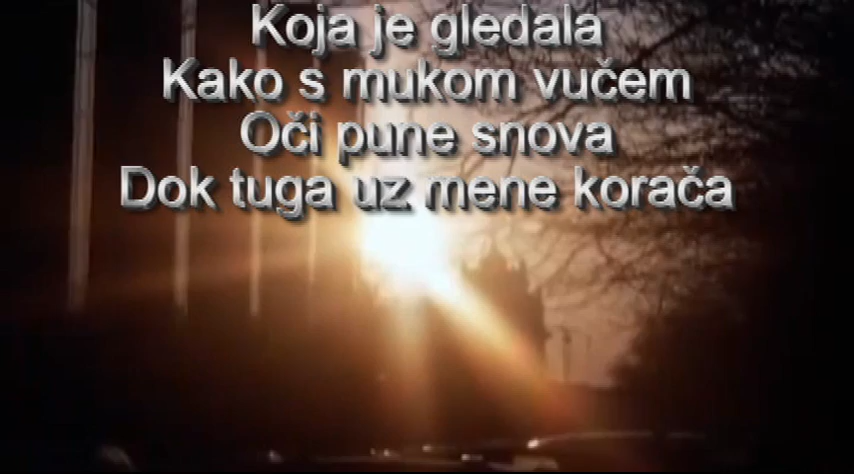 Koja je gledala
Kako s mukom vučem
Oči pune snova
Dok tuga uz mene korača